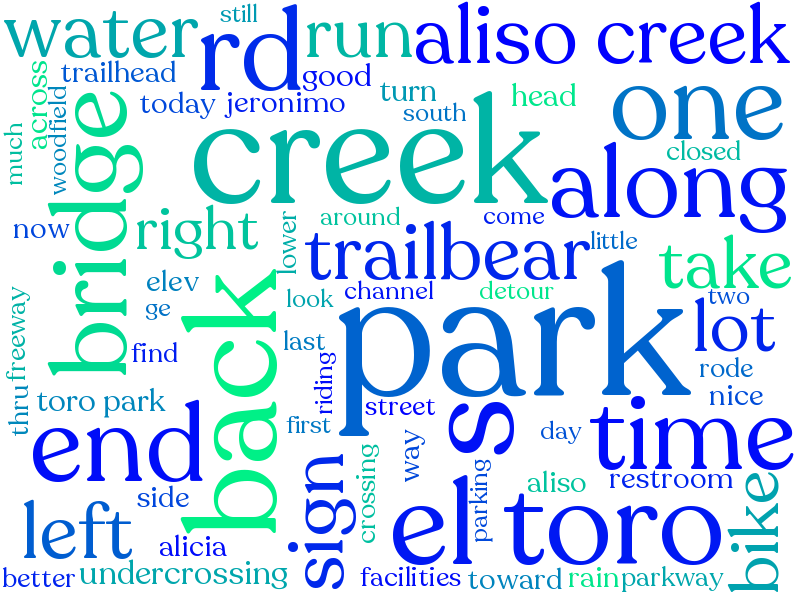 still
water
rd
run
aliso creek
trailhead
good
across
today
jeronimo
turn
south
head
one
much
woodfield
bridge
creek
closed
along
now
right
lower
around
come
trailbear
little
take
elev
ge
back
look
channel
detour
two
lot
thru
freeway
find
last
park
rode
nice
riding
toro park
first
street
s
end
time
day
way
crossing
sign
parking
side
aliso
restroom
left
alicia
el toro
bike
better
undercrossing
facilities
toward
rain
parkway